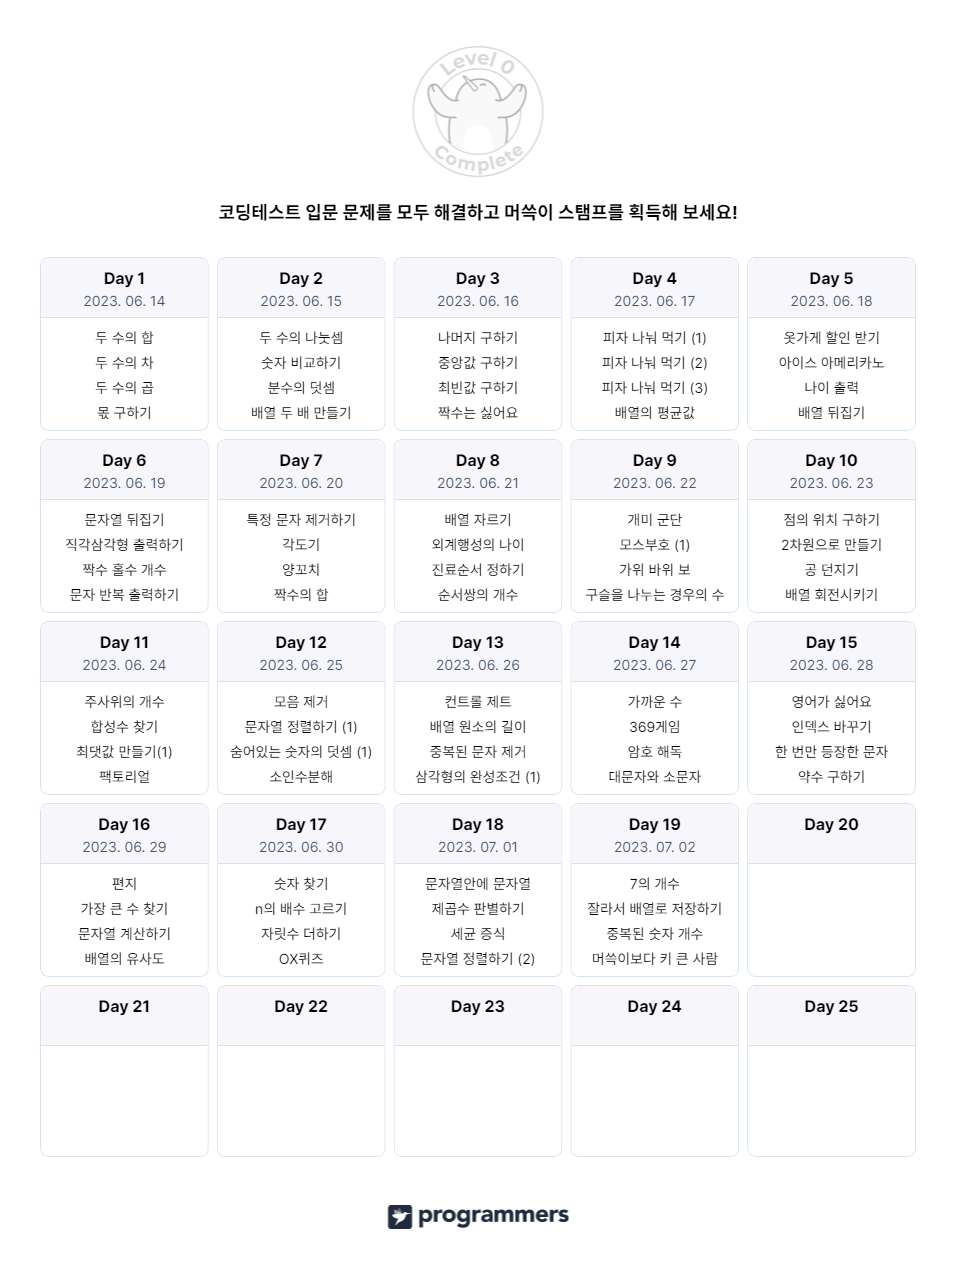 Level 0
Complete
코딩테스트 입문 문제를 모두 해결하고 머쓱이 스탬프를 획득해 보세요!
Day 1
2023. 06. 14
두 수의 합
두 수의 차
두 수의 곱
몫 구하기
Day 2
2023. 06. 15
두 수의 나눗셈
숫자 비교하기
분수의 덧셈
배열 두 배 만들기
Day 3
2023. 06. 16
나머지 구하기
중앙값 구하기
최빈값 구하기
짝수는 싫어요
Day 4
2023. 06. 17
피자 나눠 먹기 (1)
피자 나눠 먹기 (2)
피자 나눠 먹기 (3)
배열의 평균값
Day 5
2023. 06. 18
옷가게 할인 받기
아이스 아메리카노
나이 출력
배열 뒤집기
Day 6
2023. 06. 19
문자열 뒤집기
직각삼각형 출력하기
짝수 홀수 개수
문자 반복 출력하기
Day 7
2023. 06. 20
특정 문자 제거하기
각도기
양꼬치
짝수의 합
Day 8
2023. 06. 21
배열 자르기
외계행성의 나이
진료순서 정하기
순서쌍의 개수
Day 9
2023. 06. 22
개미 군단
모스부호 (1)
가위 바위 보
구슬을 나누는 경우의 수
Day 10
2023. 06. 23
점의 위치 구하기
2차원으로 만들기
공 던지기
배열 회전시키기
Day 11
2023. 06. 24
주사위의 개수
합성수 찾기
최댓값 만들기(1)
팩토리얼
Day 12
2023. 06. 25
모음 제거
문자열 정렬하기 (1)
숨어있는 숫자의 덧셈 (1)
소인수분해
Day 13
2023. 06. 26
컨트롤 제트
배열 원소의 길이
중복된 문자 제거
삼각형의 완성조건 (1)
Day 14
2023. 06. 27
가까운 수
369게임
암호 해독
대문자와 소문자
Day 15
2023. 06. 28
영어가 싫어요
인덱스 바꾸기
한 번만 등장한 문자
약수 구하기
Day 16
2023. 06. 29
편지
가장 큰 수 찾기
문자열 계산하기
배열의 유사도
Day 17
2023. 06. 30
숫자 찾기
n의 배수 고르기
자릿수 더하기
OX퀴즈
Day 18
2023. 07. 01
문자열안에 문자열
제곱수 판별하기
세균 증식
문자열 정렬하기 (2)
Day 19
2023. 07. 02
7의 개수
잘라서 배열로 저장하기
중복된 숫자 개수
머쓱이보다 키 큰 사람
Day 20
Day 21
Day 22
Day 23
Day 24
Day 25
programmers